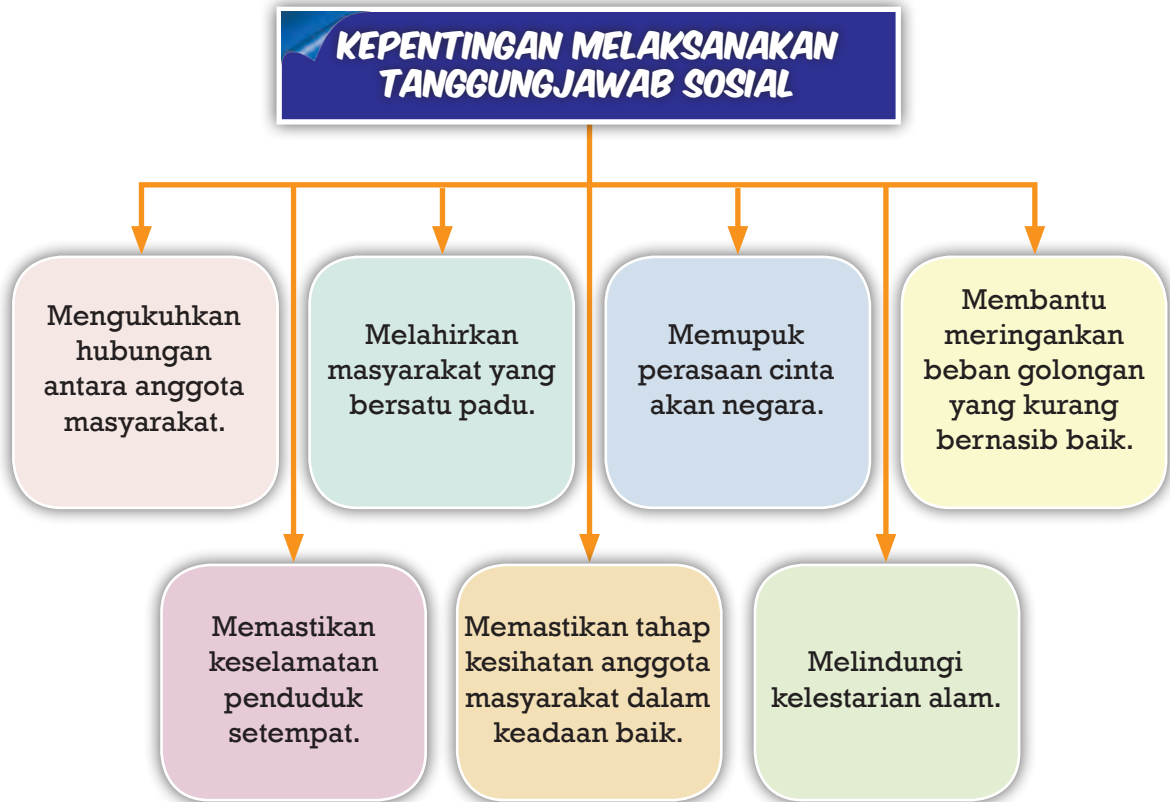 KEPENTINGAN MELAKSANAKAN
TANGGUNGJAWAB SOSIAL
Mengukuhkan
hubungan
antara anggota
masyarakat.
Melahirkan
masyarakat yang
bersatu padu.
Memupuk
perasaan cinta
akan negara.
Membantu
meringankan
beban golongan
yang kurang
bernasib baik.
Memastikan
keselamatan
penduduk
setempat.
Memastikan tahap
kesihatan anggota
masyarakat dalam
keadaan baik.
Melindungi
kelestarian alam.